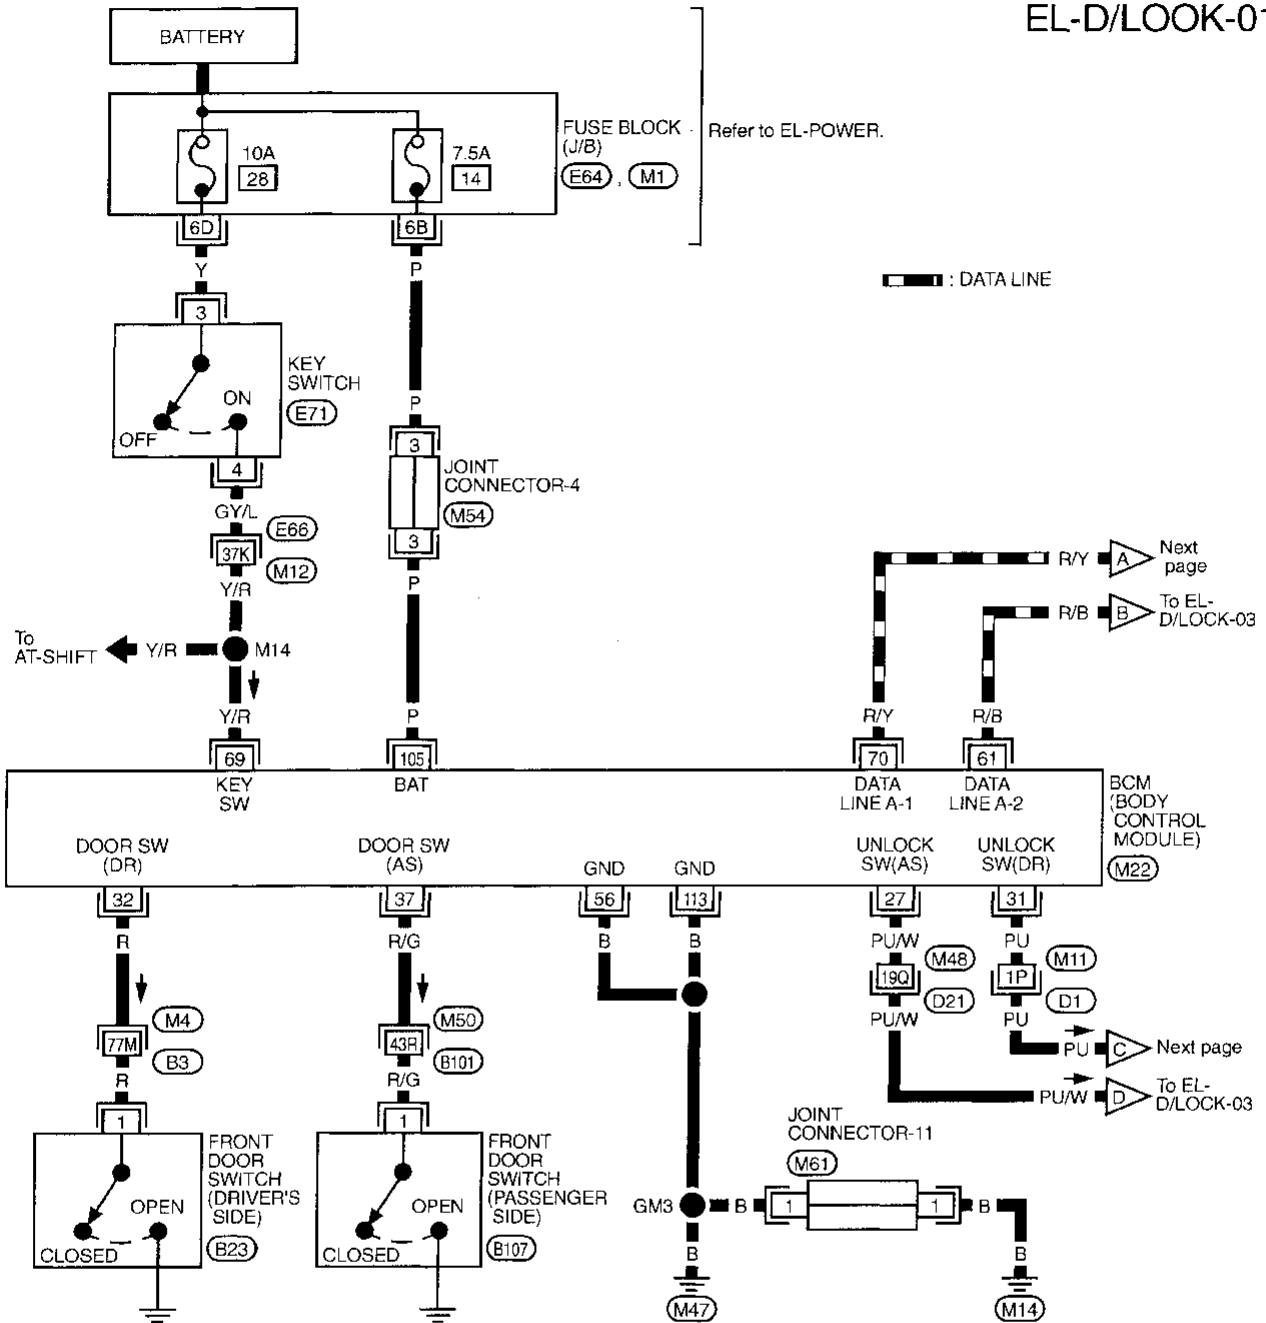 EL-D/LOOK-01
BATTERY
FUSE BLOCK
(J/B)
E64 , M1
Refer to EL-POWER.
10A
28
7.5A
14
6D
6B
Y
P
: DATA LINE
3
KEY
SWITCH
E71
ON
OFF
4
P
3
JOINT
CONNECTOR-4
M54
3
P
GY/L
E66
37K
M12
Y/R
To
AT-SHIFT
Y/R
M14
R/Y
A
Next
page
R/B
B
To EL-
D/LOCK-03
Y/R
P
R/Y
R/B
69
105
70
61
KEY
SW
BAT
DATA
LINE A-1
DATA
LINE A-2
BCM
(BODY
CONTROL
MODULE)
M22
DOOR SW
(DR)
DOOR SW
(AS)
GND
GND
UNLOCK
SW(AS)
UNLOCK
SW(DR)
32
37
56
113
27
31
R
R/G
B
B
PU/W
PU
M48
19Q
D21
M11
1P
D1
PU/W
PU
M4
77M
B3
M50
43R
B101
PU
C
Next page
PU/W
D
To EL-
D/LOCK-03
R
R/G
1
1
FRONT
DOOR
SWITCH
(DRIVER'S
SIDE)
B23
OPEN
CLOSED
FRONT
DOOR
SWITCH
(PASSENGER
SIDE)
B107
OPEN
CLOSED
JOINT
CONNECTOR-11
M61
GM3
B
1
1
B
B
B
M47
M14